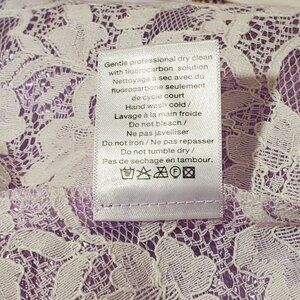 Gentle professional dry clean
with fluorocarbon solution
Nettoyage à sec avec du
fluorocarbone seulement
de cycle court
Hand wash cold /
Lavage à la main froide
Do not bleach /
Ne pas javelliser
Do not Iron / Ne pas repasser
Do not tumble dry /
Pas de sechage en tambour.